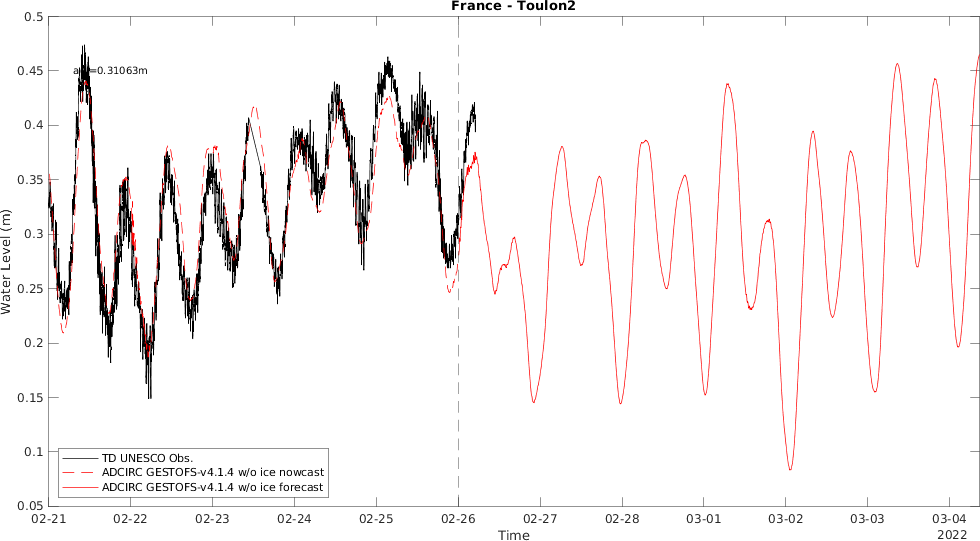 France - Toulon2
0.5
0.45
0.4
0.35
0.3
0.25
0.2
0.15
0.1
0.05
Water Level (m)
=0.31063m
TD UNESCO Obs.
ADCIRC GESTOFS-v4.1.4 w/o ice nowcast
ADCIRC GESTOFS-v4.1.4 w/o ice forecast
02-21 02-22 02-23 02-24 02-25 02-26 02-27 02-28 03-01 03-02 03-03 03-04
Time
2022